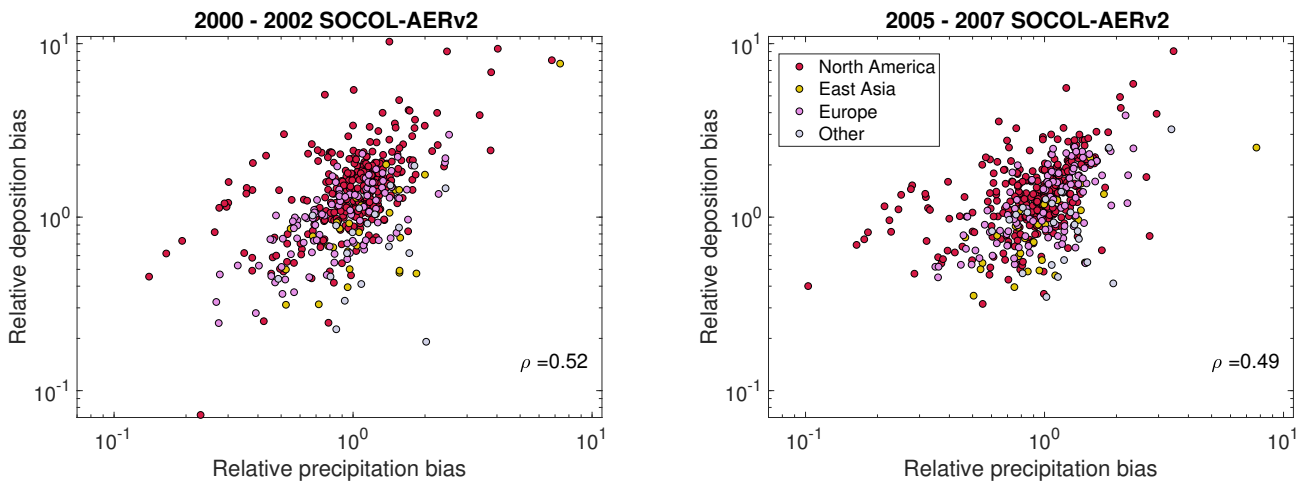 2000 - 2002 SOCOL-AERv2
10^1
10^0
10^-1
Relative deposition bias
ρ =0.52
10^-1
10^0
10^1
Relative precipitation bias
2005 - 2007 SOCOL-AERv2
10^1
10^0
10^-1
Relative deposition bias
North America
East Asia
Europe
Other
ρ =0.49
10^-1
10^0
10^1
Relative precipitation bias